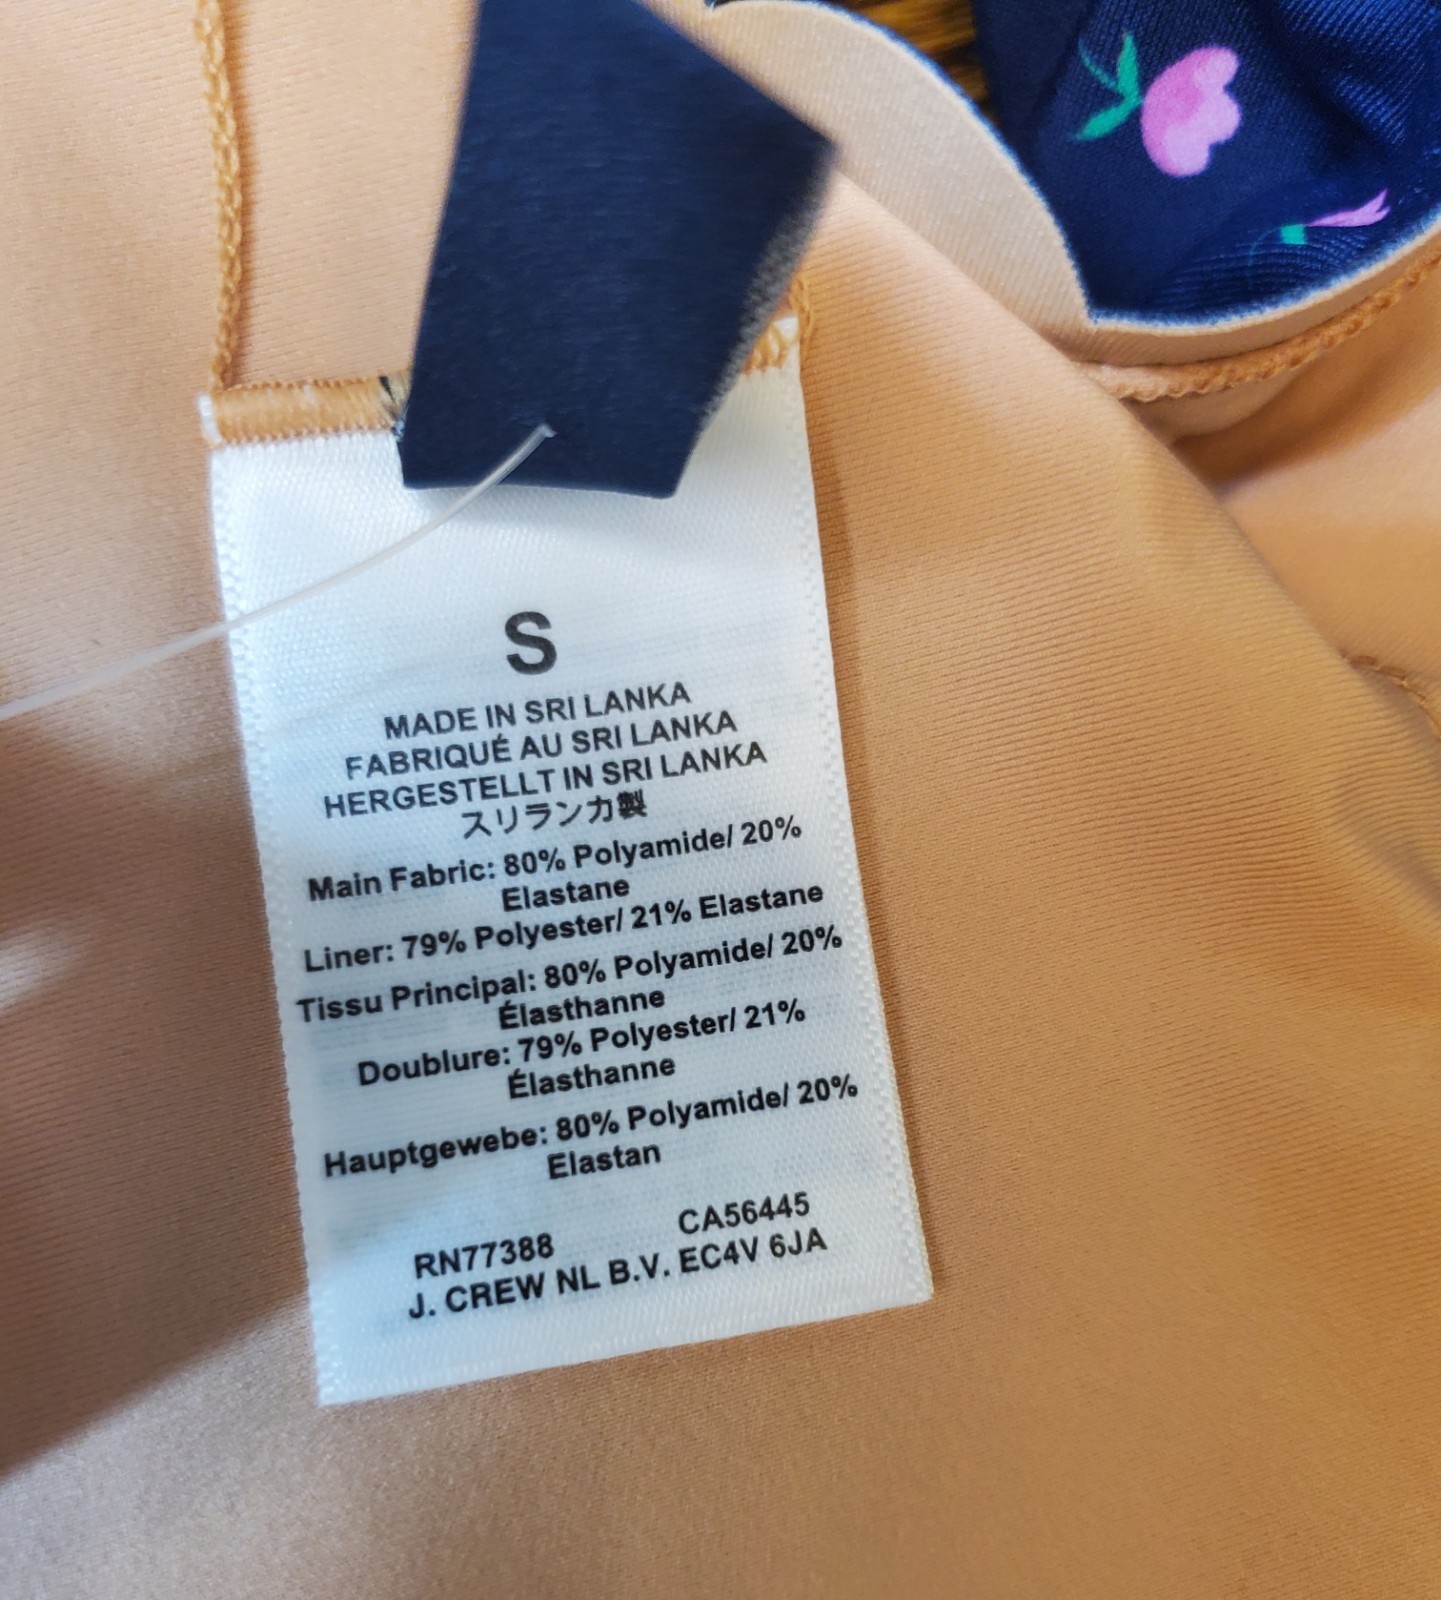 S
MADE IN SRI LANKA
FABRIQUÉ AU SRI LANKA
HERGESTELLT IN SRI LANKA
スリランカ製
Main Fabric: 80% Polyamide/ 20%
Elastane
Liner: 79% Polyester/ 21% Elastane
Tissu Principal: 80% Polyamide/ 20%
Élasthanne
Doublure: 79% Polyester/ 21%
Élasthanne
Hauptgewebe: 80% Polyamide/ 20%
Elastan
RN77388 CA56445
J. CREW NL B.V. EC4V 6JA